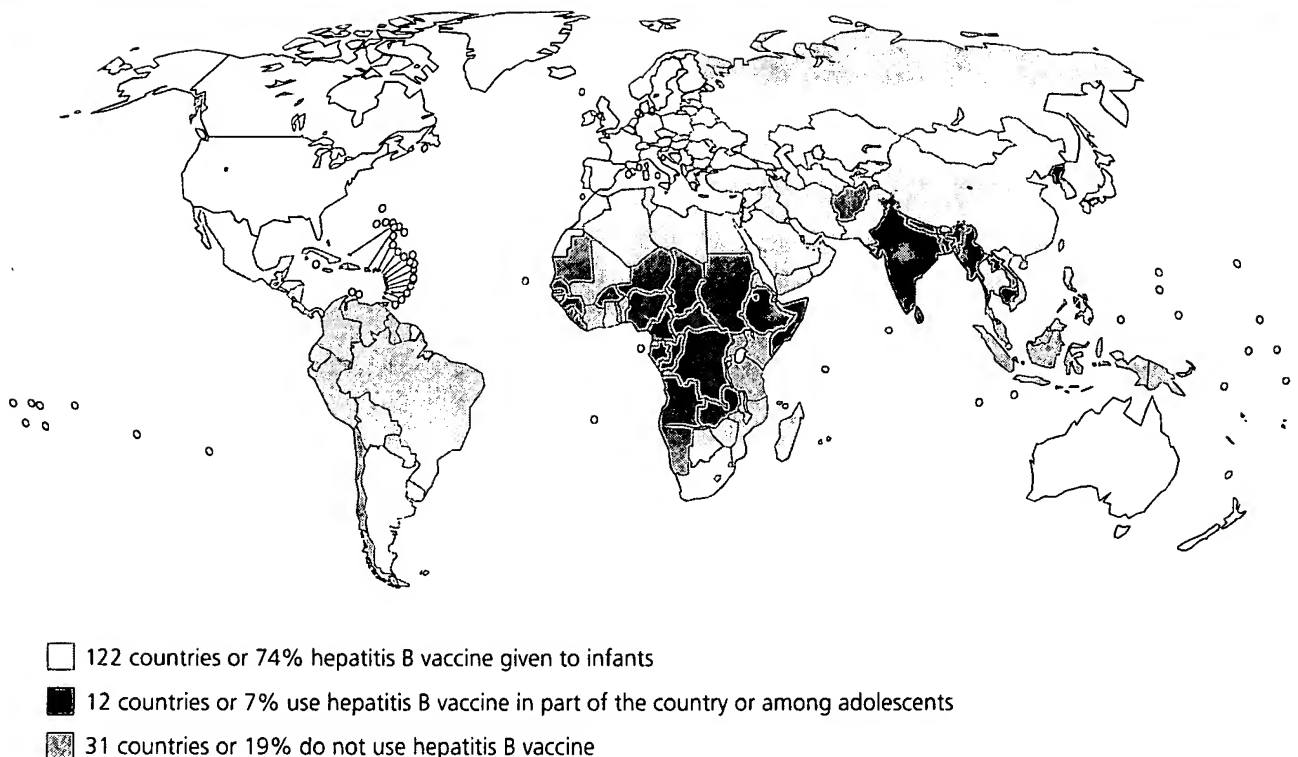 122 countries or 74% hepatitis B vaccine given to infants
12 countries or 7% use hepatitis B vaccine in part of the country or among adolescents
31 countries or 19% do not use hepatitis B vaccine